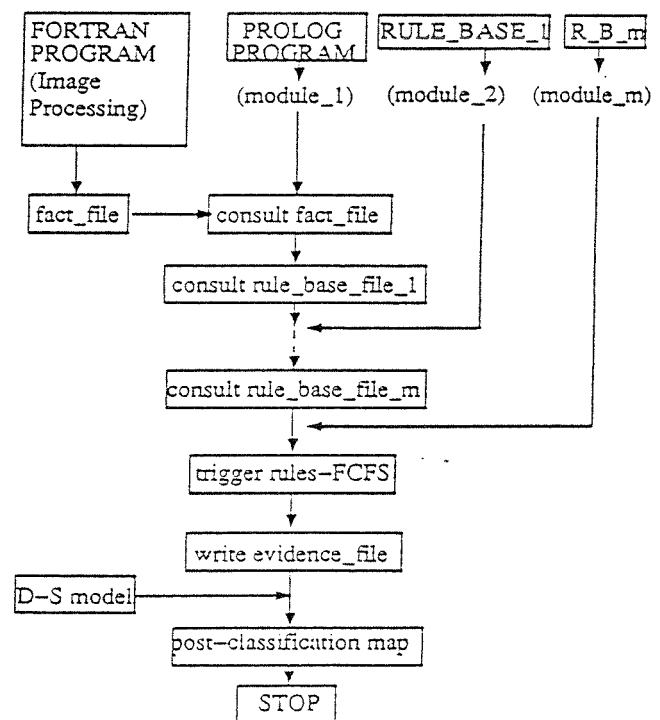 FORTRAN
PROGRAM
(Image
Processing)
PROLOG
PROGRAM
(module_1)
RULE_BASE_1
(module_2)
R_B_m
(module_m)
fact_file
consult fact_file
consult rule_base_file_1
consult rule_base_file_m
trigger rules-FCFS
write evidence_file
D-S model
post-classification map
STOP